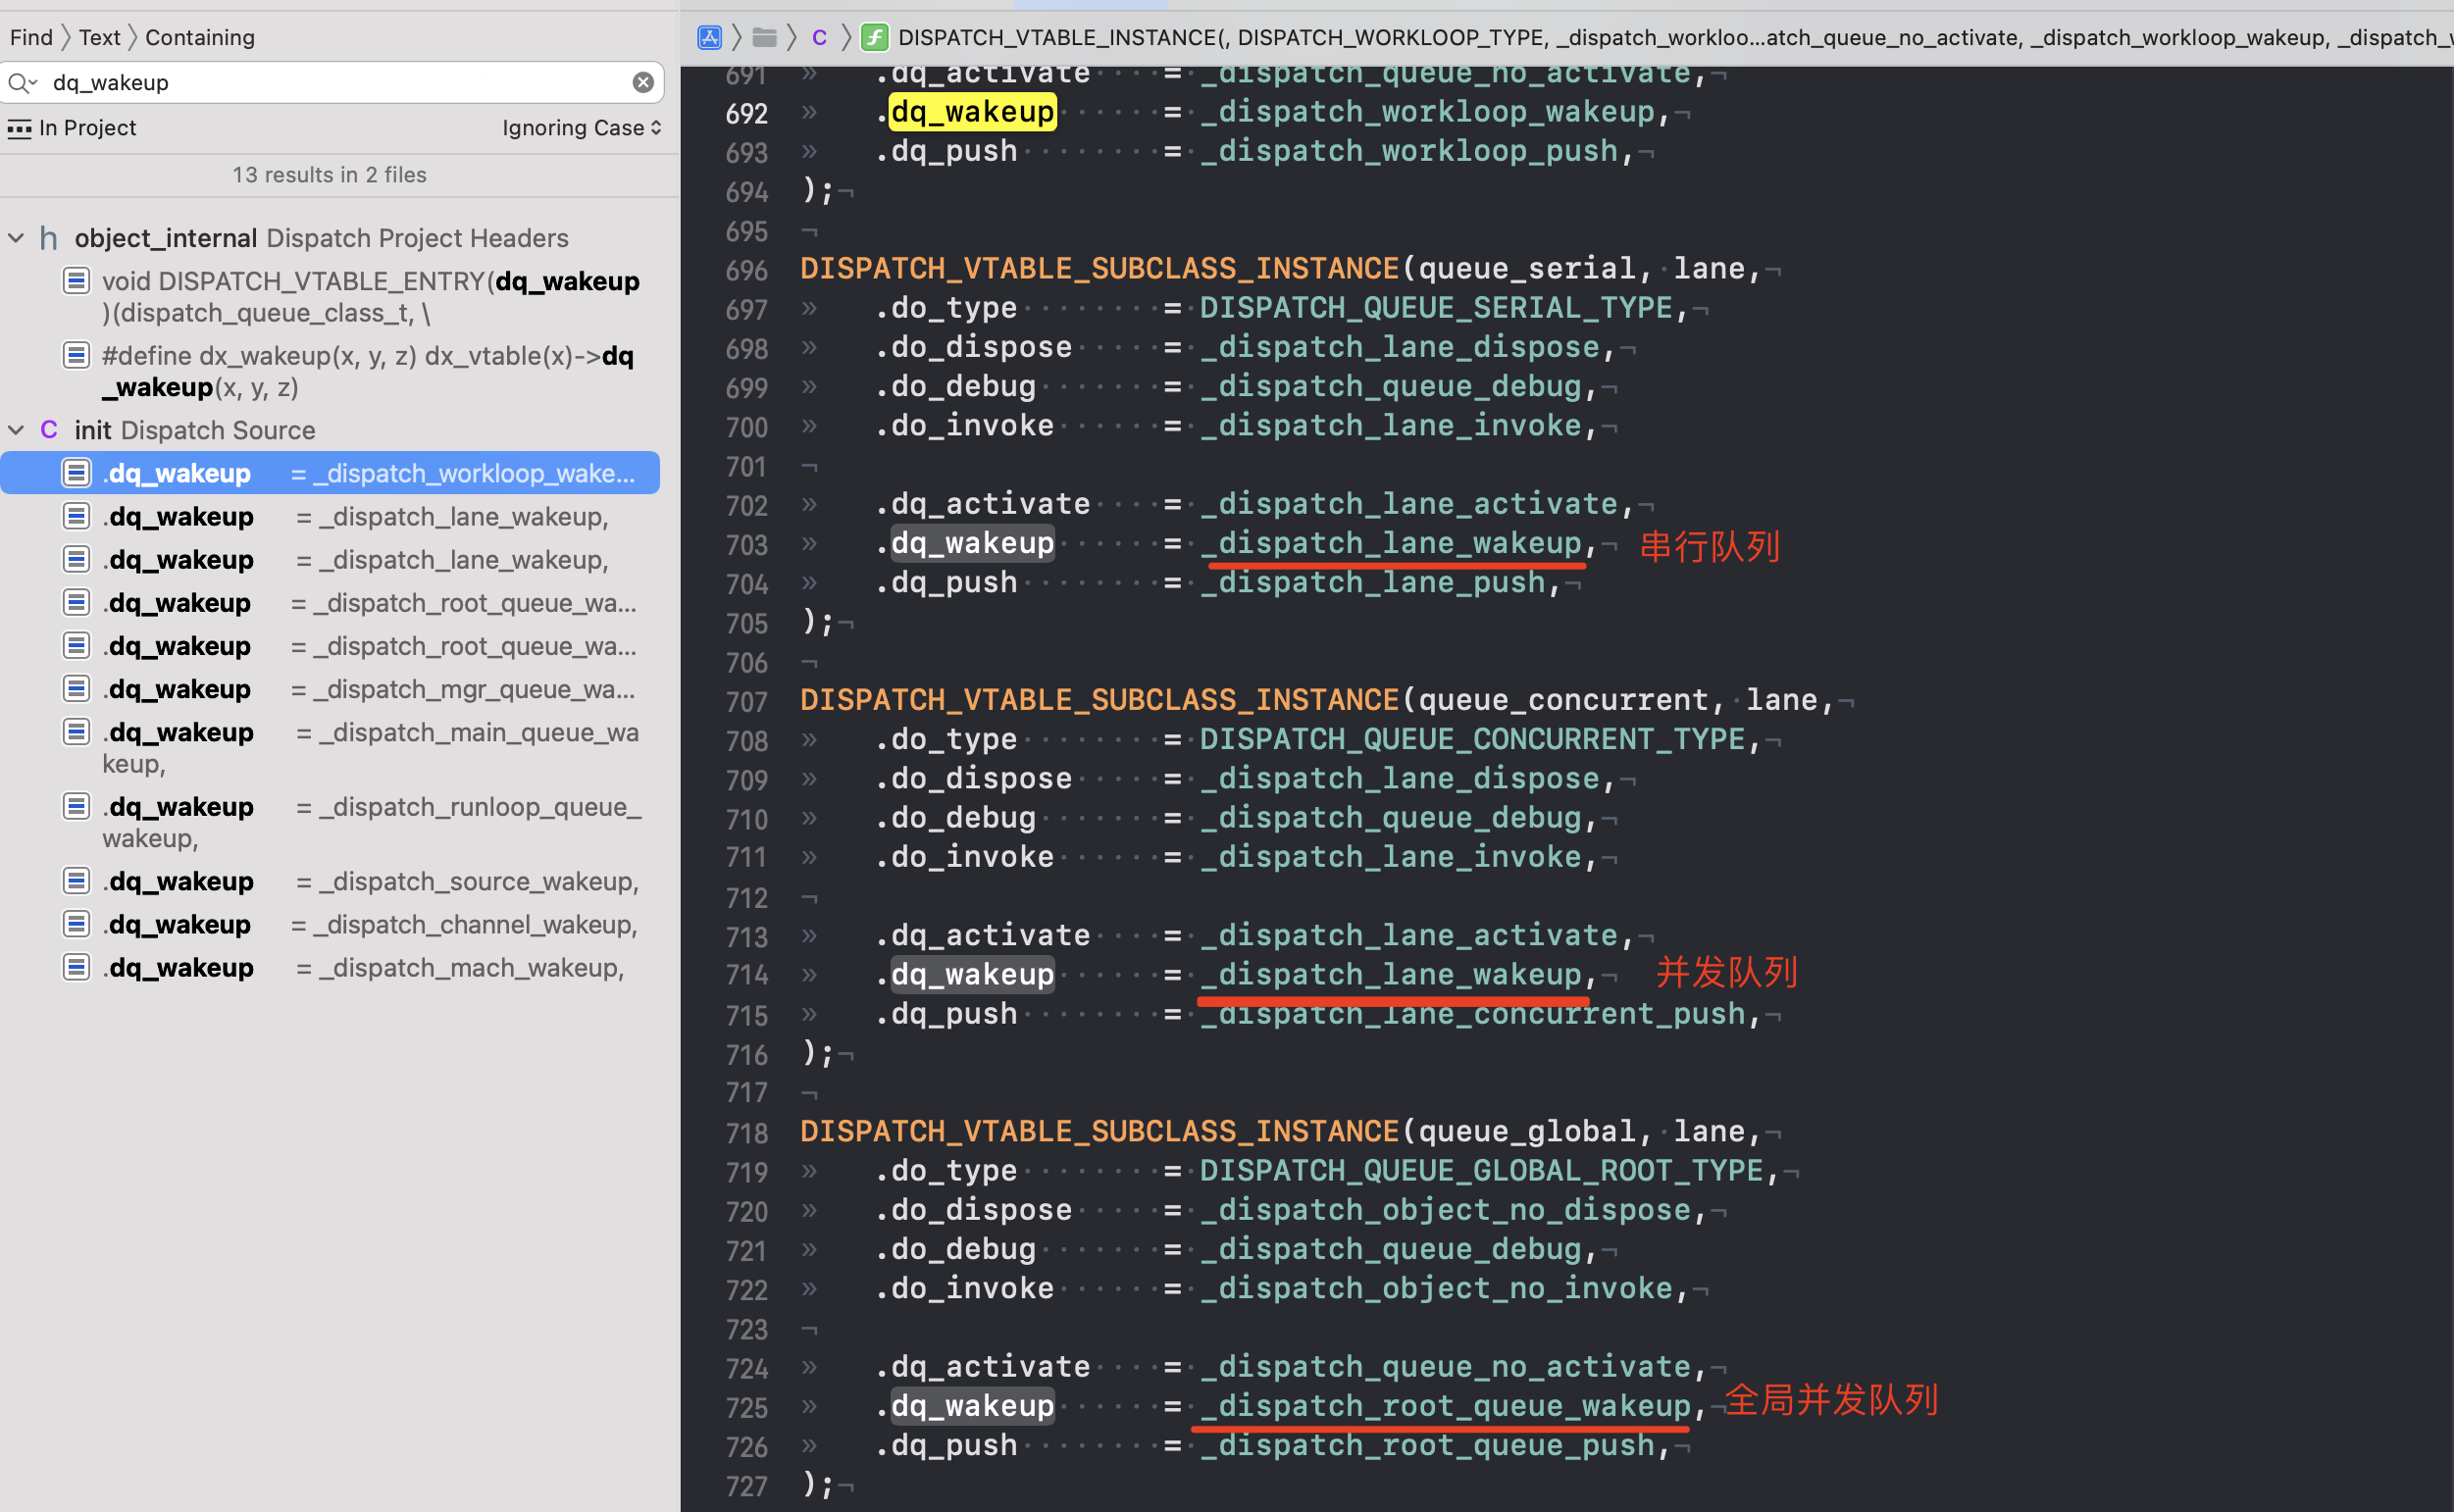 Find 〉 Text 〉 Containing
dq_wakeup
In Project
Ignoring Case
13 results in 2 files
object_internal Dispatch Project Headers
void DISPATCH_VTABLE_ENTRY(dq_wakeup
)(dispatch_queue_class_t, \
#define dx_wakeup(x, y, z) dx_vtable(x)->dq
_wakeup(x, y, z)
C init Dispatch Source
.dq_wakeup = _dispatch_workloop_wake...
.dq_wakeup = _dispatch_lane_wakeup,
.dq_wakeup = _dispatch_lane_wakeup,
.dq_wakeup = _dispatch_root_queue_wa...
.dq_wakeup = _dispatch_root_queue_wa...
.dq_wakeup = _dispatch_mgr_queue_wa...
.dq_wakeup = _dispatch_main_queue_wa
keup,
.dq_wakeup = _dispatch_runloop_queue_
wakeup,
.dq_wakeup = _dispatch_source_wakeup,
.dq_wakeup = _dispatch_channel_wakeup,
.dq_wakeup = _dispatch_mach_wakeup,
C 〉 f DISPATCH_VTABLE_INSTANCE(, DISPATCH_WORKLOOP_TYPE, _dispatch_workloo...atch_queue_no_activate, _dispatch_workloop_wakeup, _dispatch_w
691 .dq_activate = _dispatch_queue_no_activate,
692 .dq_wakeup = _dispatch_workloop_wakeup,
693 .dq_push = _dispatch_workloop_push,
694 );
695
696 DISPATCH_VTABLE_SUBCLASS_INSTANCE(queue_serial, lane,
697 .do_type = DISPATCH_QUEUE_SERIAL_TYPE,
698 .do_dispose = _dispatch_lane_dispose,
699 .do_debug = _dispatch_queue_debug,
700 .do_invoke = _dispatch_lane_invoke,
701
702 .dq_activate = _dispatch_lane_activate,
703 .dq_wakeup = _dispatch_lane_wakeup, 串行队列
704 .dq_push = _dispatch_lane_push,
705 );
706
707 DISPATCH_VTABLE_SUBCLASS_INSTANCE(queue_concurrent, lane,
708 .do_type = DISPATCH_QUEUE_CONCURRENT_TYPE,
709 .do_dispose = _dispatch_lane_dispose,
710 .do_debug = _dispatch_queue_debug,
711 .do_invoke = _dispatch_lane_invoke,
712
713 .dq_activate = _dispatch_lane_activate,
714 .dq_wakeup = _dispatch_lane_wakeup, 并发队列
715 .dq_push = _dispatch_lane_concurrent_push,
716 );
717
718 DISPATCH_VTABLE_SUBCLASS_INSTANCE(queue_global, lane,
719 .do_type = DISPATCH_QUEUE_GLOBAL_ROOT_TYPE,
720 .do_dispose = _dispatch_object_no_dispose,
721 .do_debug = _dispatch_queue_debug,
722 .do_invoke = _dispatch_object_no_invoke,
723
724 .dq_activate = _dispatch_queue_no_activate,
725 .dq_wakeup = _dispatch_root_queue_wakeup, 全局并发队列
726 .dq_push = _dispatch_root_queue_push,
727 );